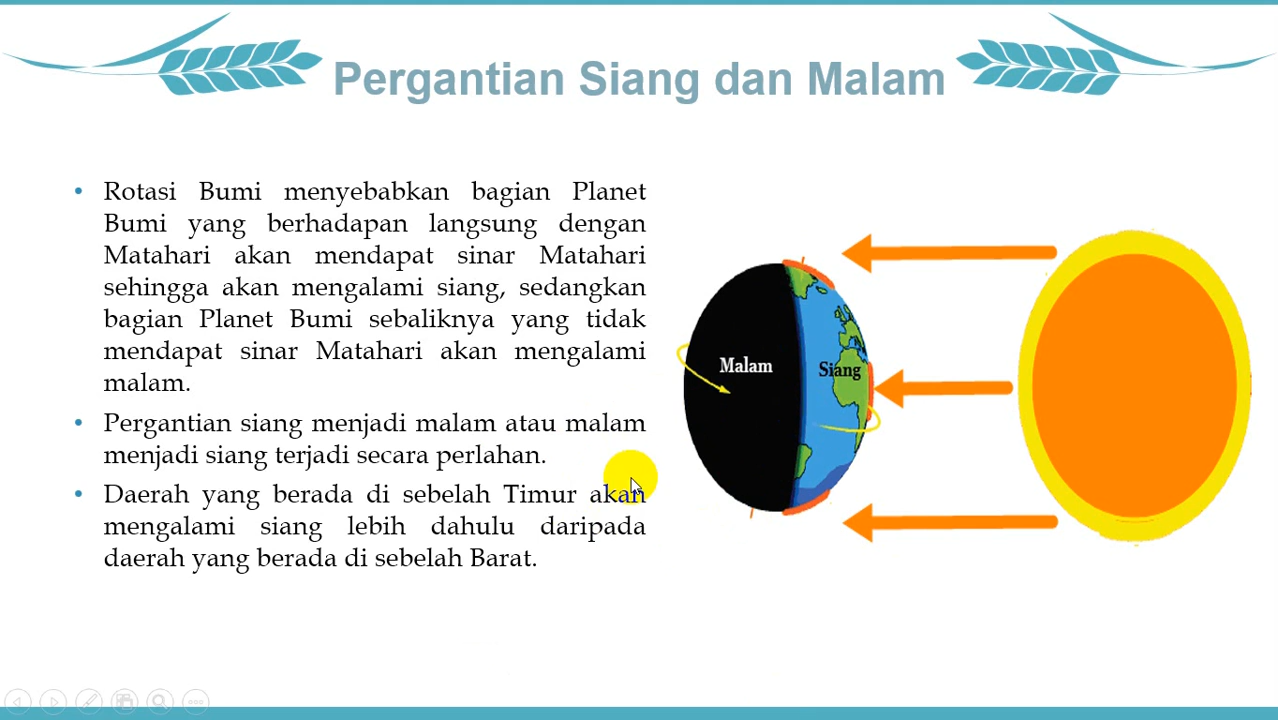 Pergantian Siang dan Malam
• Rotasi Bumi menyebabkan bagian Planet
Bumi yang berhadapan langsung dengan
Matahari akan mendapat sinar Matahari
sehingga akan mengalami siang, sedangkan
bagian Planet Bumi sebaliknya yang tidak
mendapat sinar Matahari akan mengalami
malam.
• Pergantian siang menjadi malam atau malam
menjadi siang terjadi secara perlahan.
• Daerah yang berada di sebelah Timur akan
mengalami siang lebih dahulu daripada
daerah yang berada di sebelah Barat.
Malam
Siang